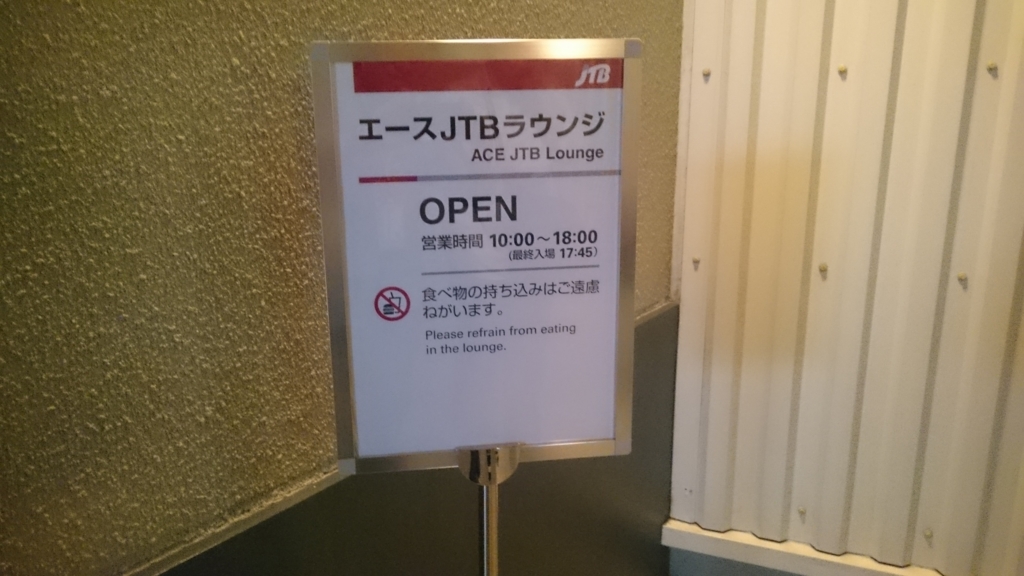 JTB
エースJTBラウンジ
ACE JTB Lounge
OPEN
営業時間 10:00〜18:00
(最終入場 17:45)
食べ物の持ち込みはご遠慮
ねがいます。
Please refrain from eating
in the lounge.